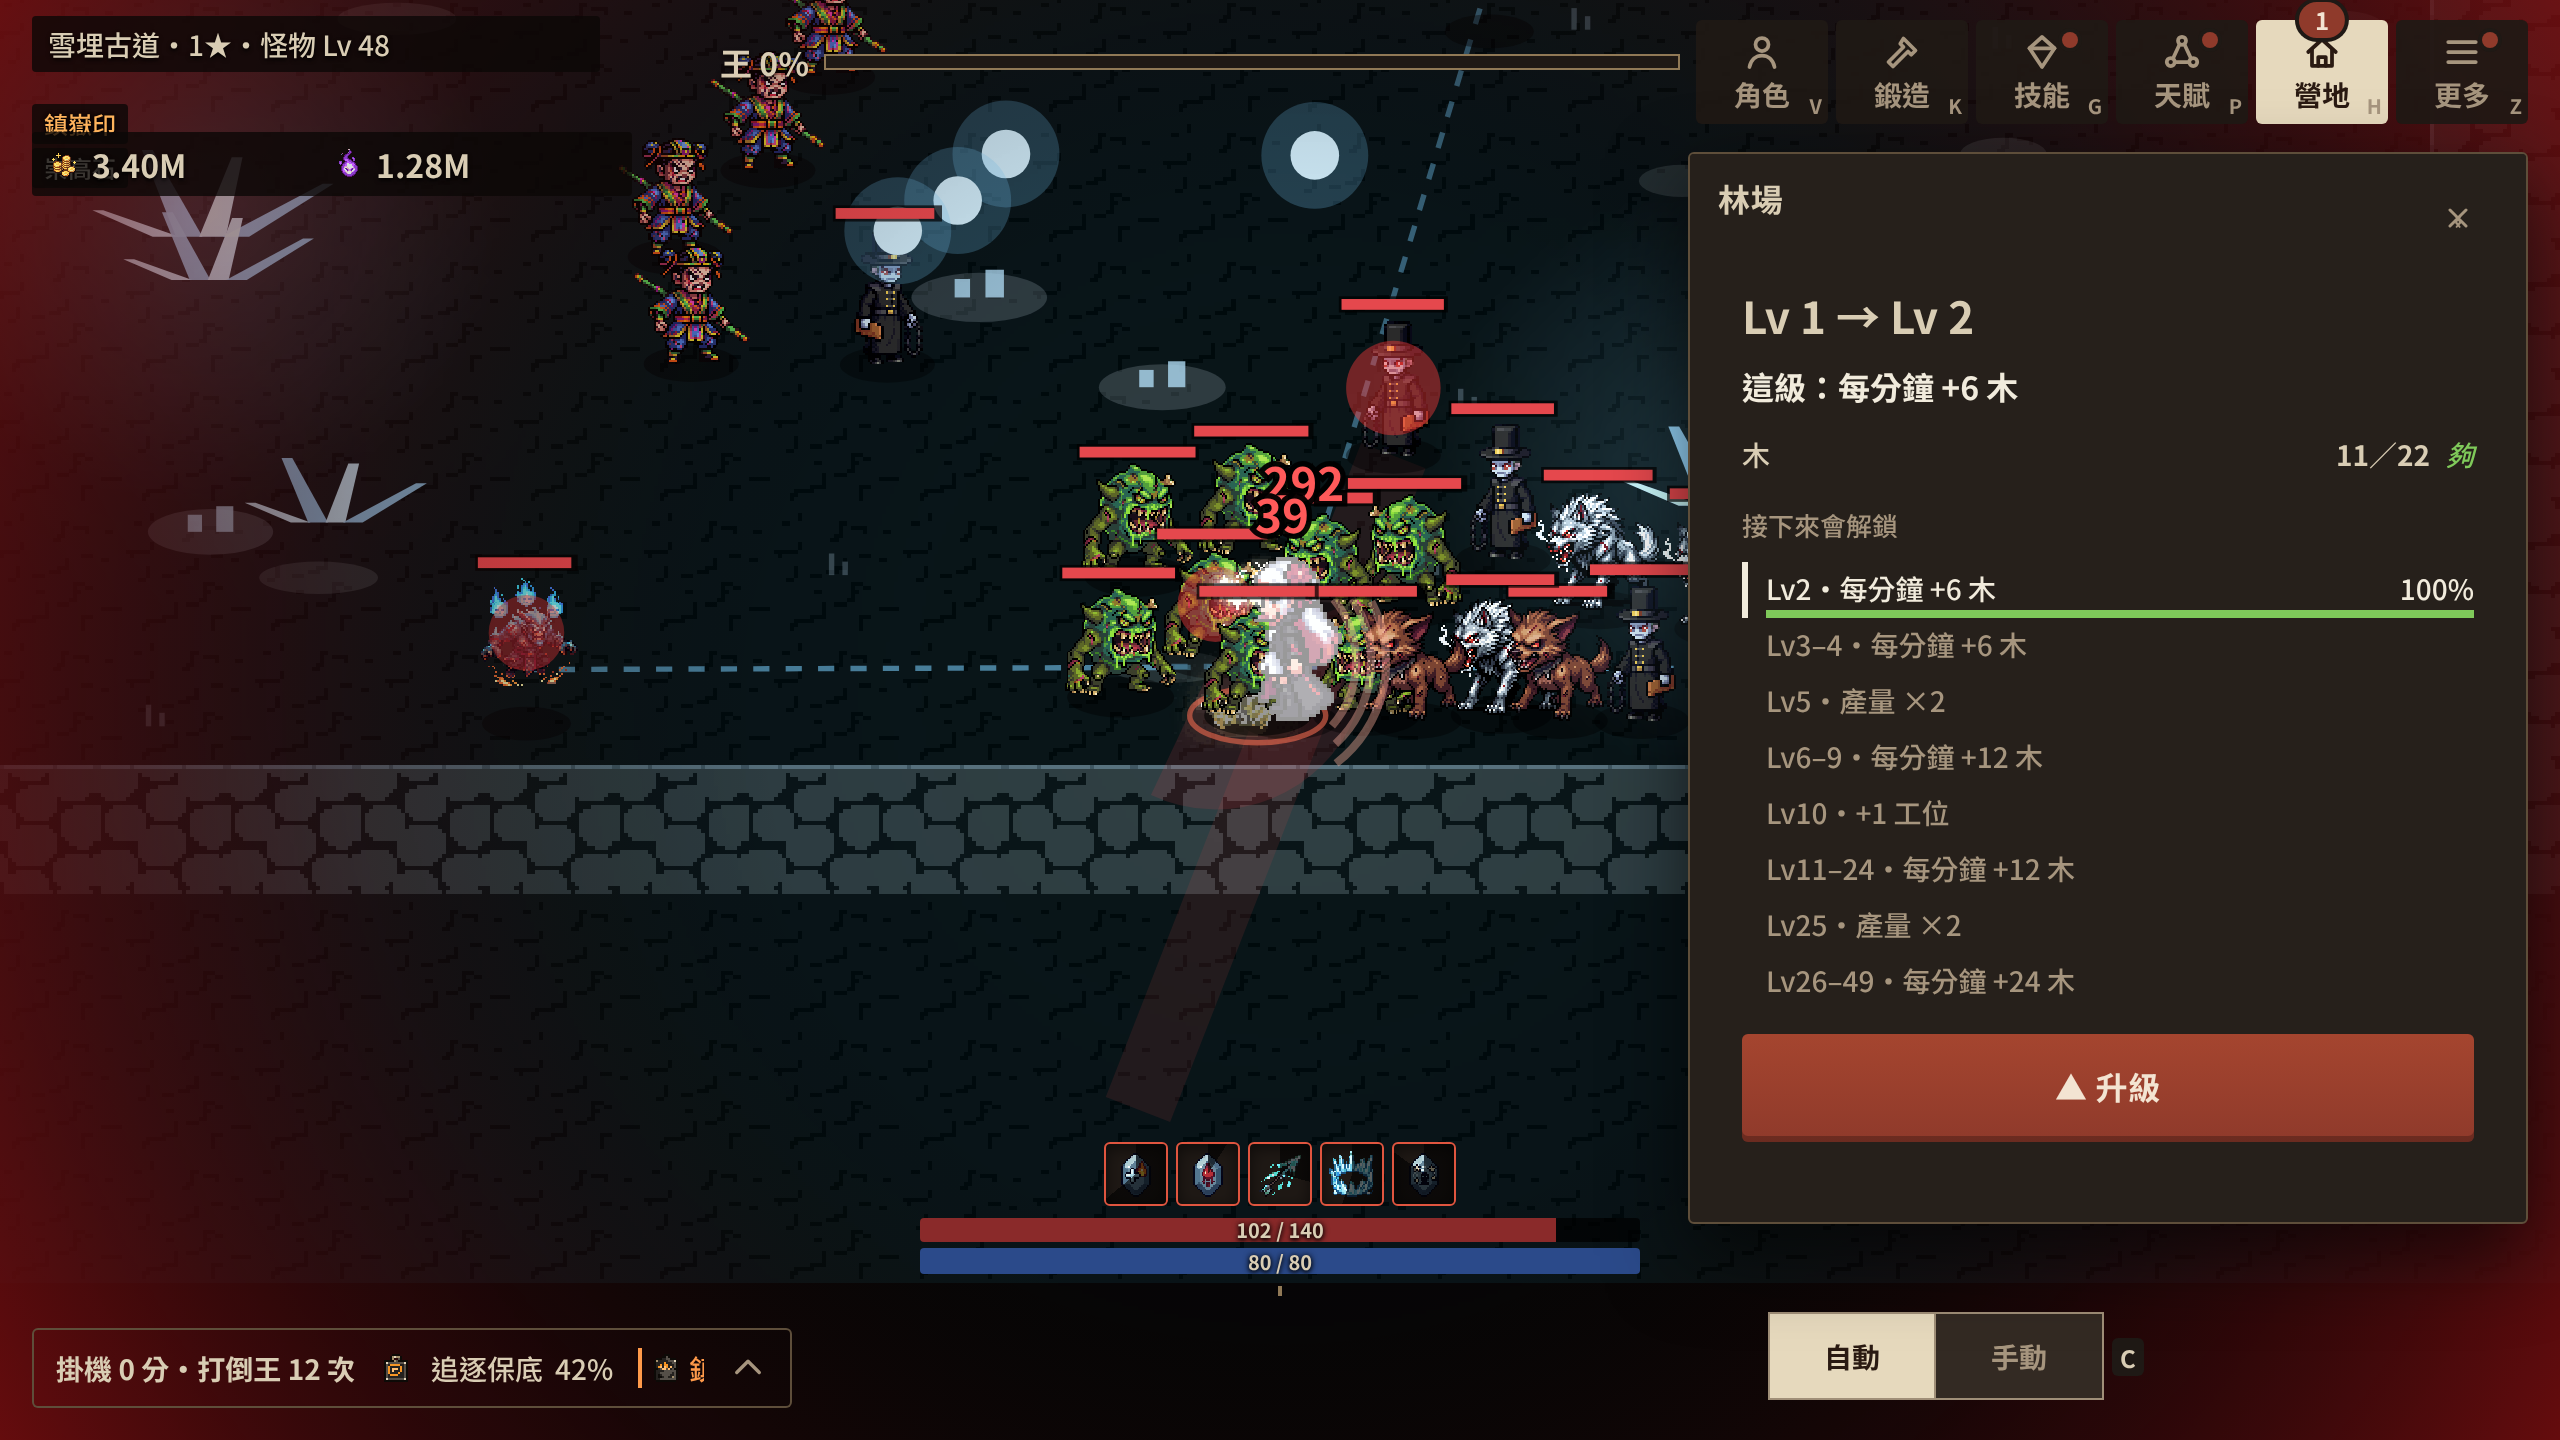 雪埋古道・1★・怪物 Lv 48
王 0%
角色 V
鍛造 K
技能 G
天賦 P
1
營地 H
更多 Z
鎮嶽印
3.40M
1.28M
林場
Lv 1 → Lv 2
這級：每分鐘 +6 木
木 11／22 夠
接下來會解鎖
Lv2・每分鐘 +6 木 100%
Lv3–4・每分鐘 +6 木
Lv5・產量 ×2
Lv6–9・每分鐘 +12 木
Lv10・+1 工位
Lv11–24・每分鐘 +12 木
Lv25・產量 ×2
Lv26–49・每分鐘 +24 木
▲ 升級
292
39
102 / 140
80 / 80
掛機 0 分・打倒王 12 次
追逐保底 42%
自動
手動
C